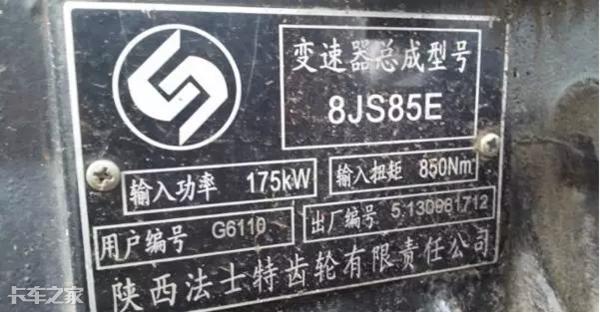 变速器总成型号
8JS85E
输入功率 175kW 输入扭矩 850Nm
用户编号 G6110 出厂编号 5.130981712
陕西法士特齿轮有限责任公司
卡车之家